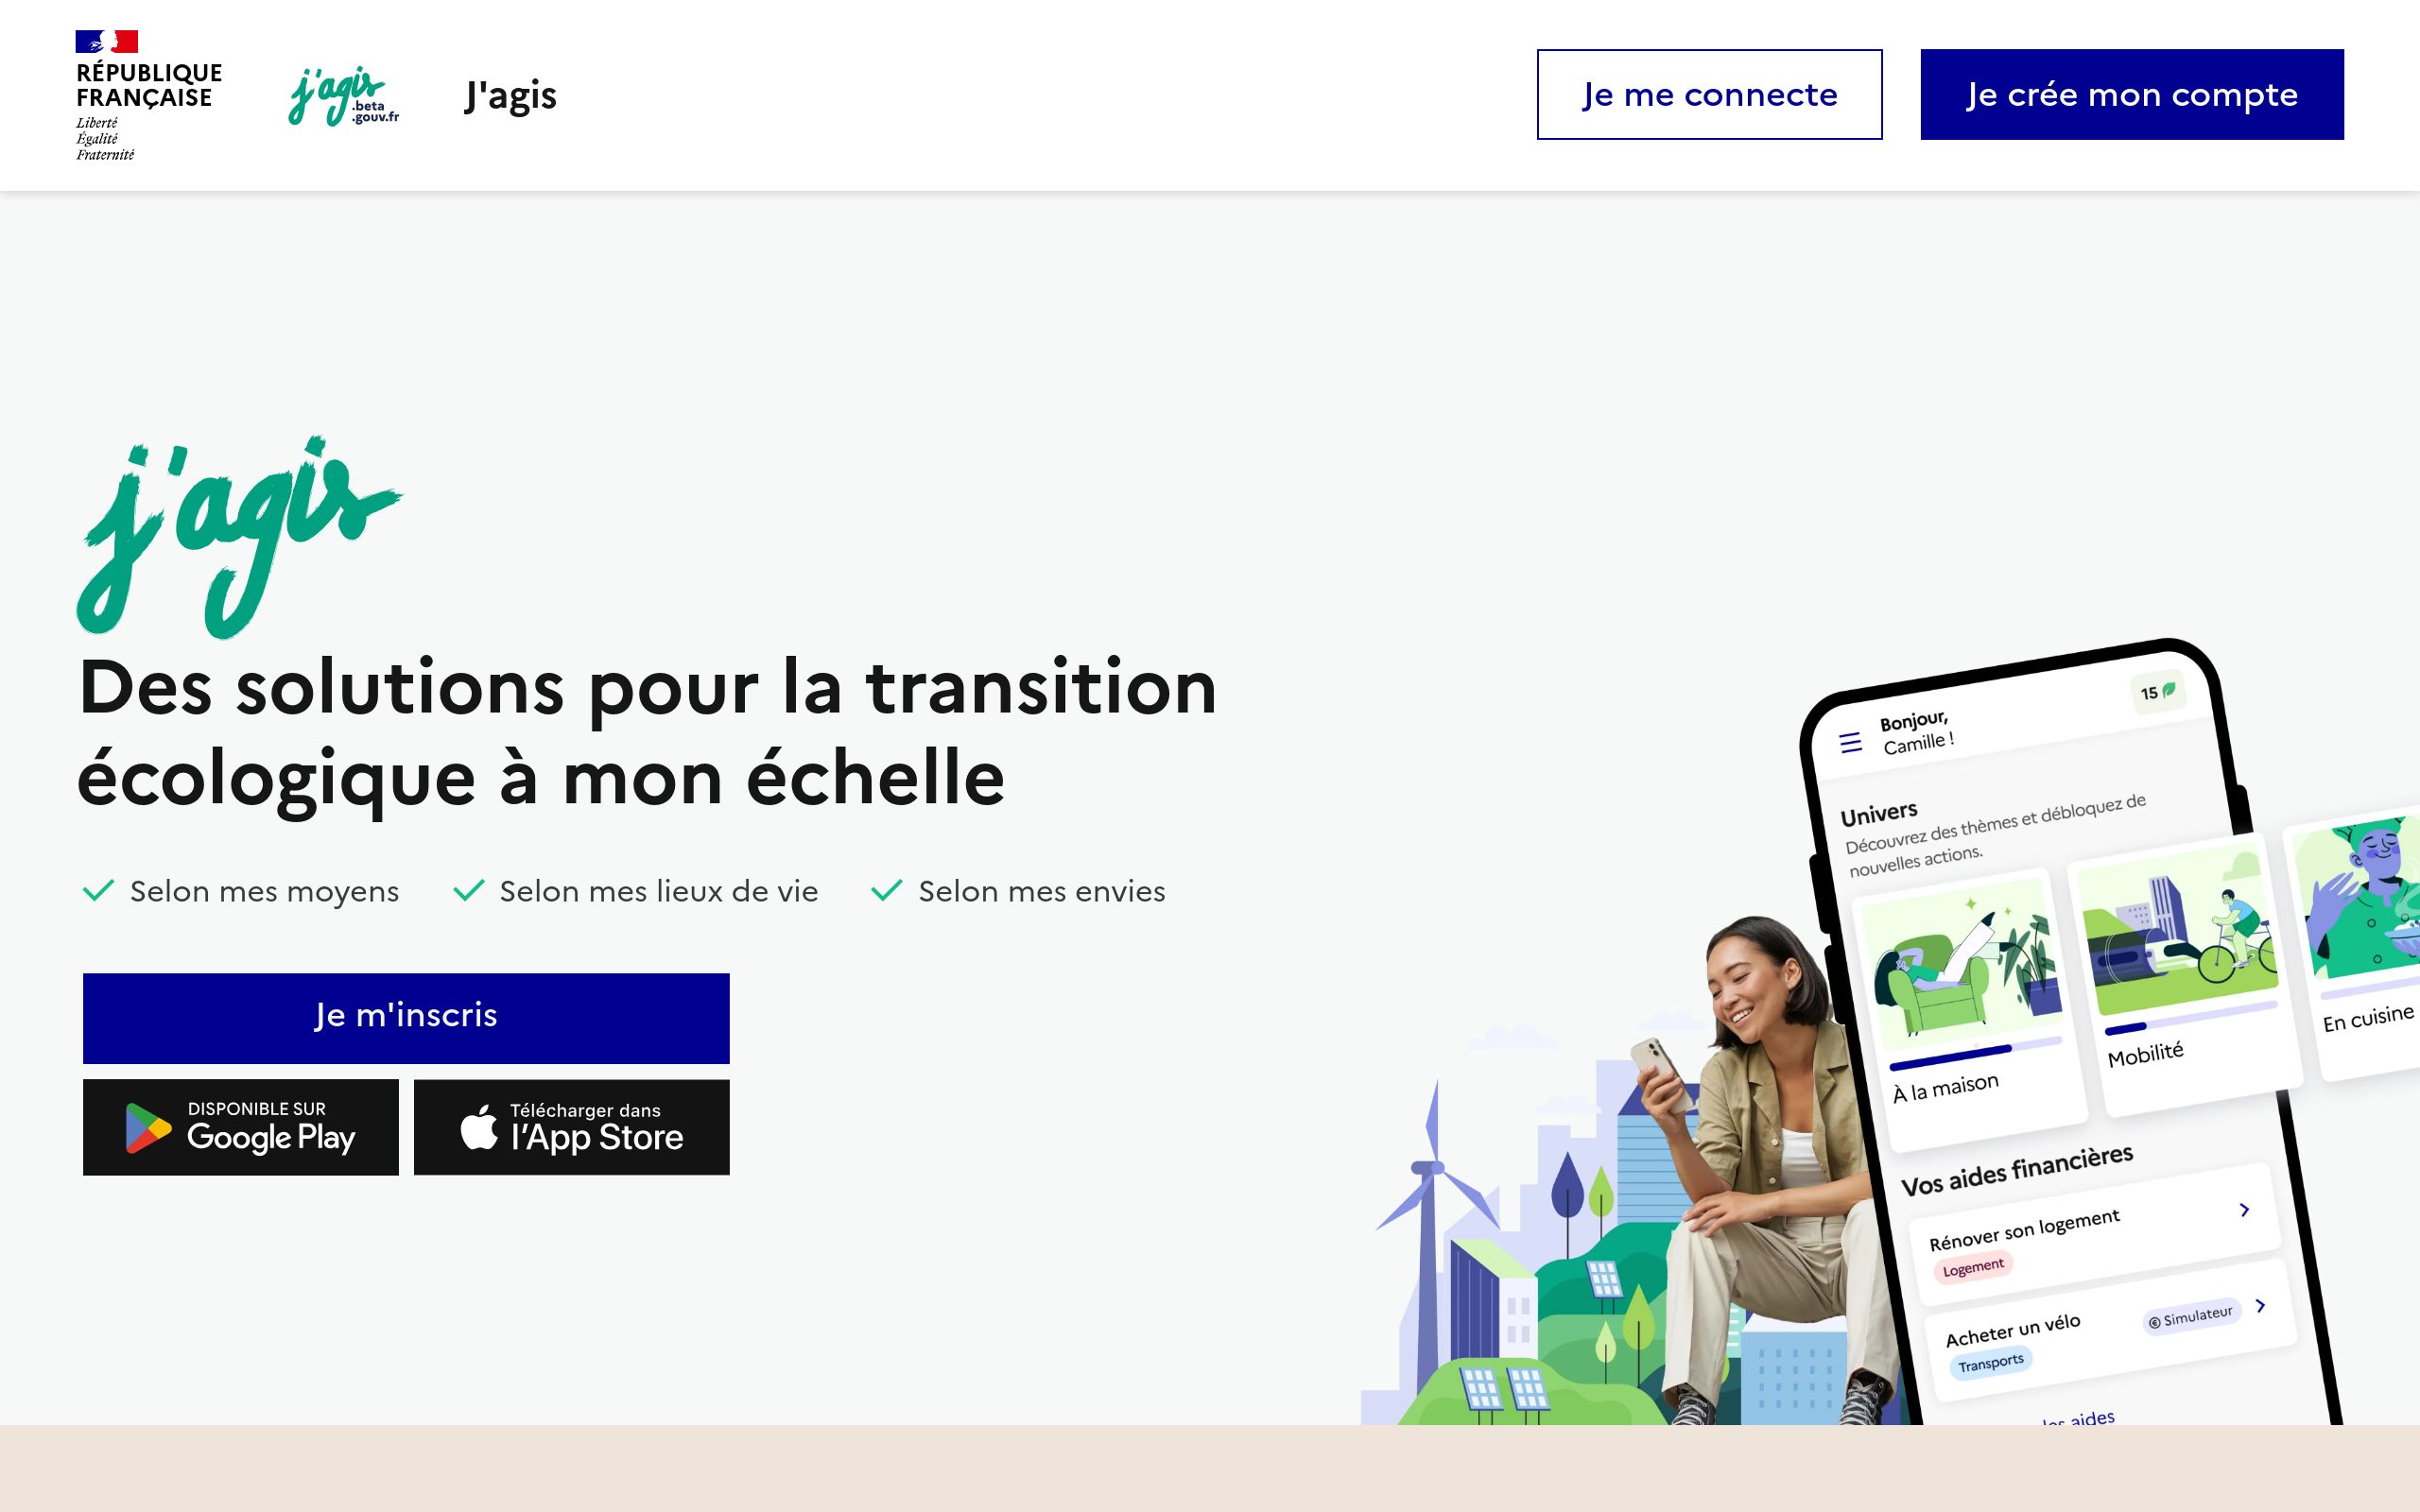 RÉPUBLIQUE
FRANÇAISE
Liberté
Égalité
Fraternité
j'agis
.beta
.gouv.fr
J'agis
Je me connecte
Je crée mon compte
j'agis
Des solutions pour la transition
écologique à mon échelle
Selon mes moyens
Selon mes lieux de vie
Selon mes envies
Je m'inscris
DISPONIBLE SUR
Google Play
Télécharger dans
l'App Store
Bonjour,
Camille !
15
Univers
Découvrez des thèmes et débloquez de
nouvelles actions.
À la maison
Mobilité
En cuisine
Vos aides financières
Rénover son logement
Logement
Acheter un vélo
Simulateur
Transports
les aides